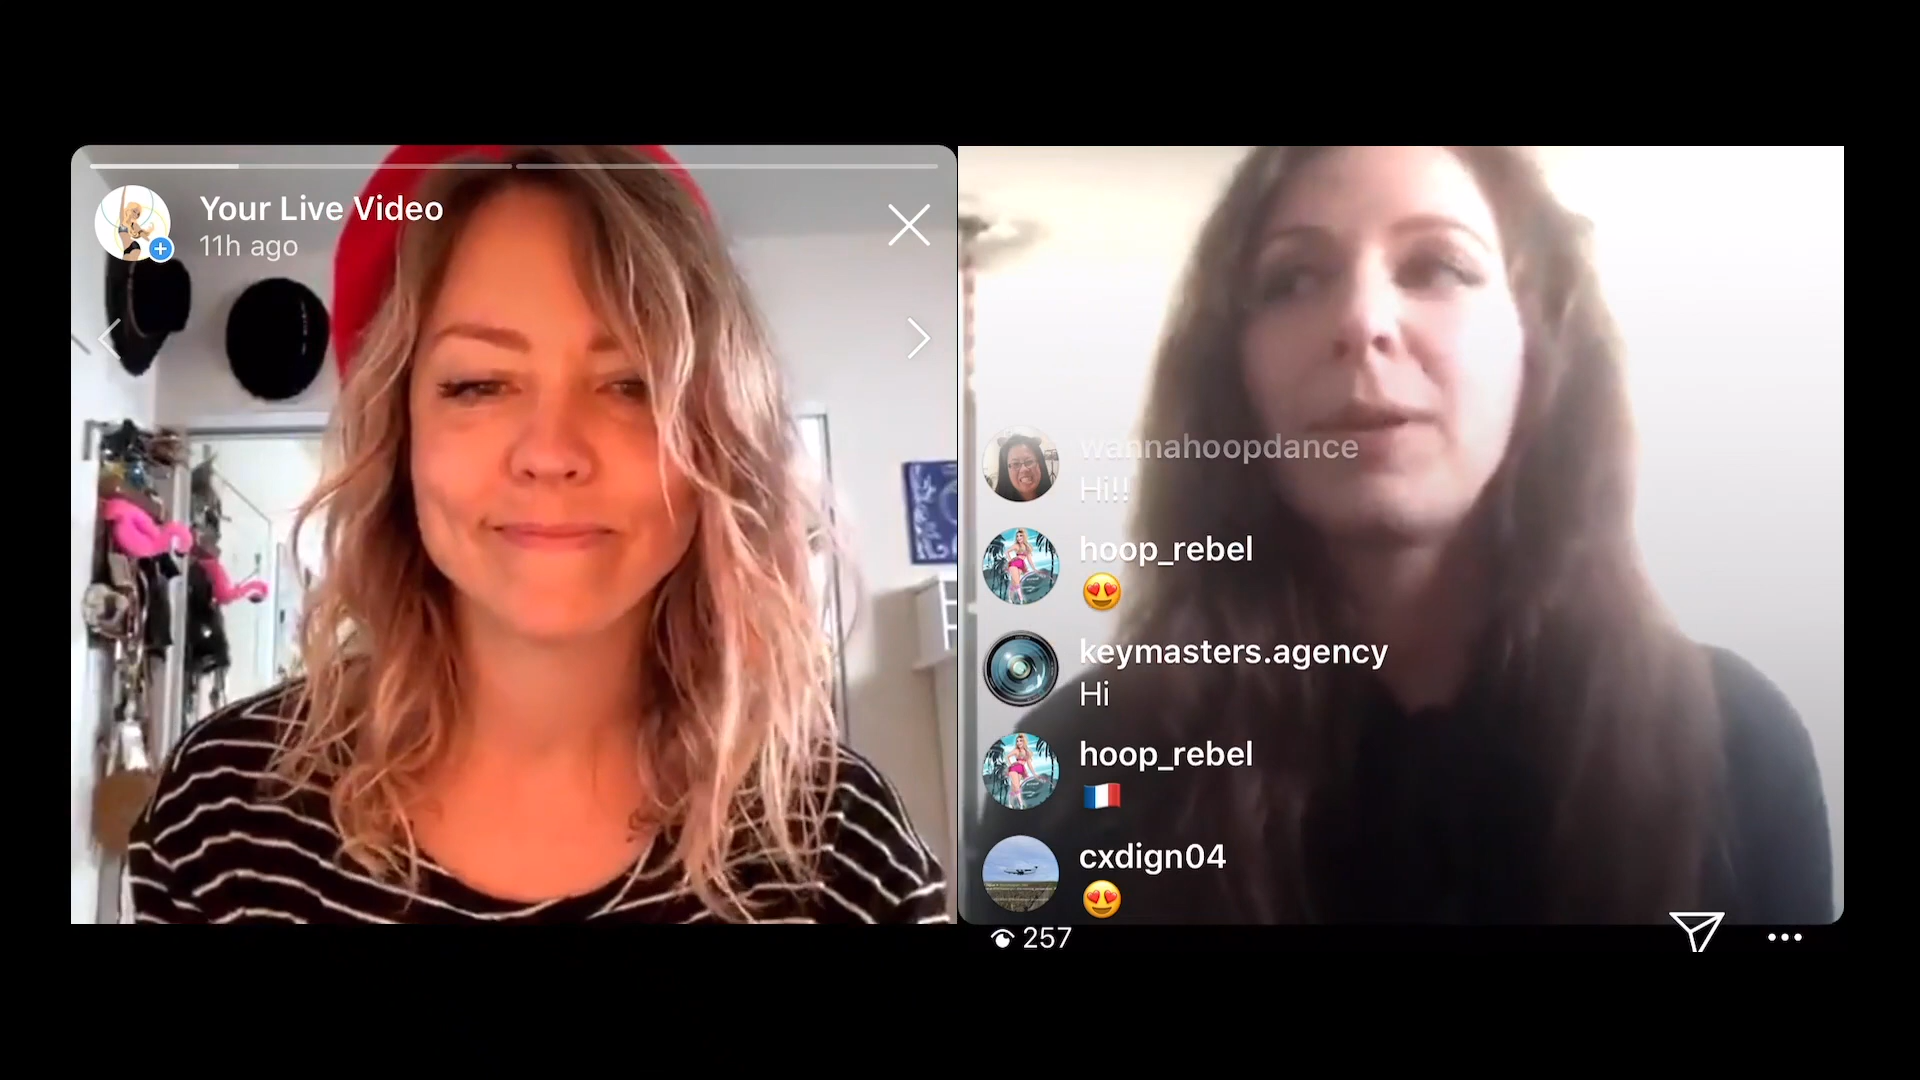 Your Live Video
11h ago
wannahoopdance
Hi!!
hoop_rebel
😍
keymasters.agency
Hi
hoop_rebel
🇫🇷
cxdign04
😍
257